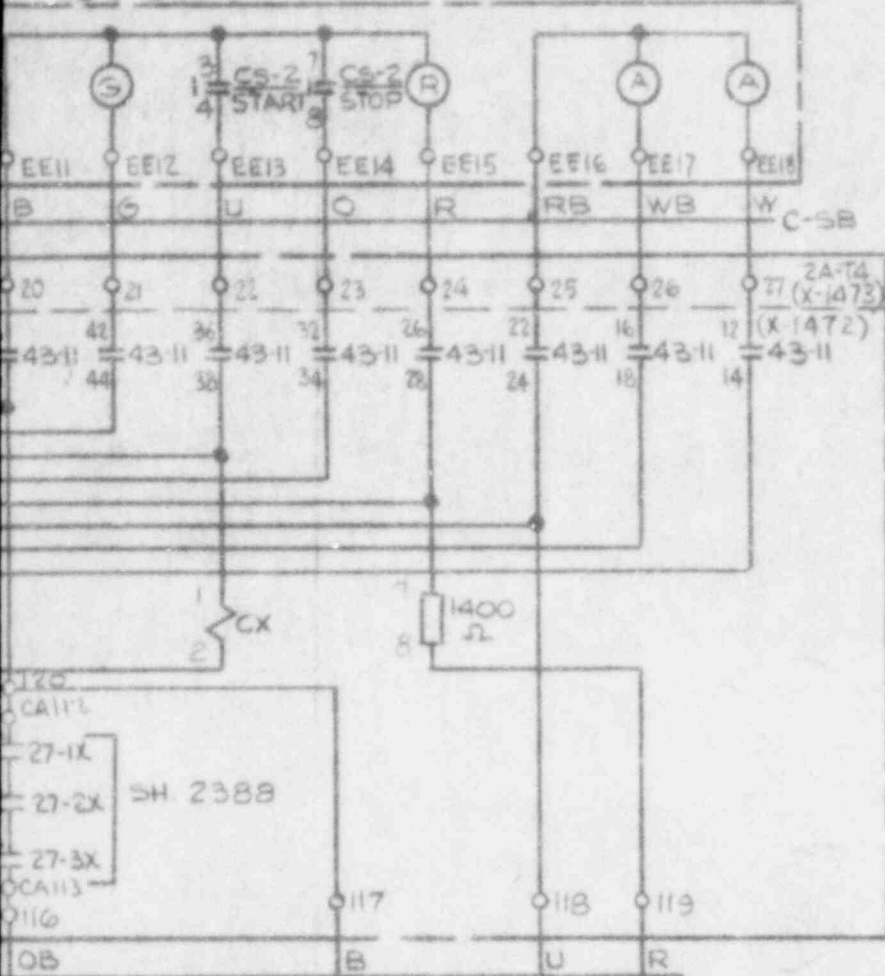 G 3 1 4 CS-2 START 7 1 8 CS-2 STOP R A A
EE11 EE12 EE13 EE14 EE15 EE16 EE17 EE18
B G U O R RB WB W C-SB
20 21 22 23 24 25 26 27 2A-T4 (X-1473)
(X-1472)
42 36 32 26 22 16 12
43-11 43-11 43-11 43-11 43-11 43-11 43-11 43-11
44 38 34 28 24 18 14
1 CX 2
7 1400 Ω 8
120
CA112
27-1X
27-2X SH. 2388
27-3X
CA113
116 117 118 119
OB B U R